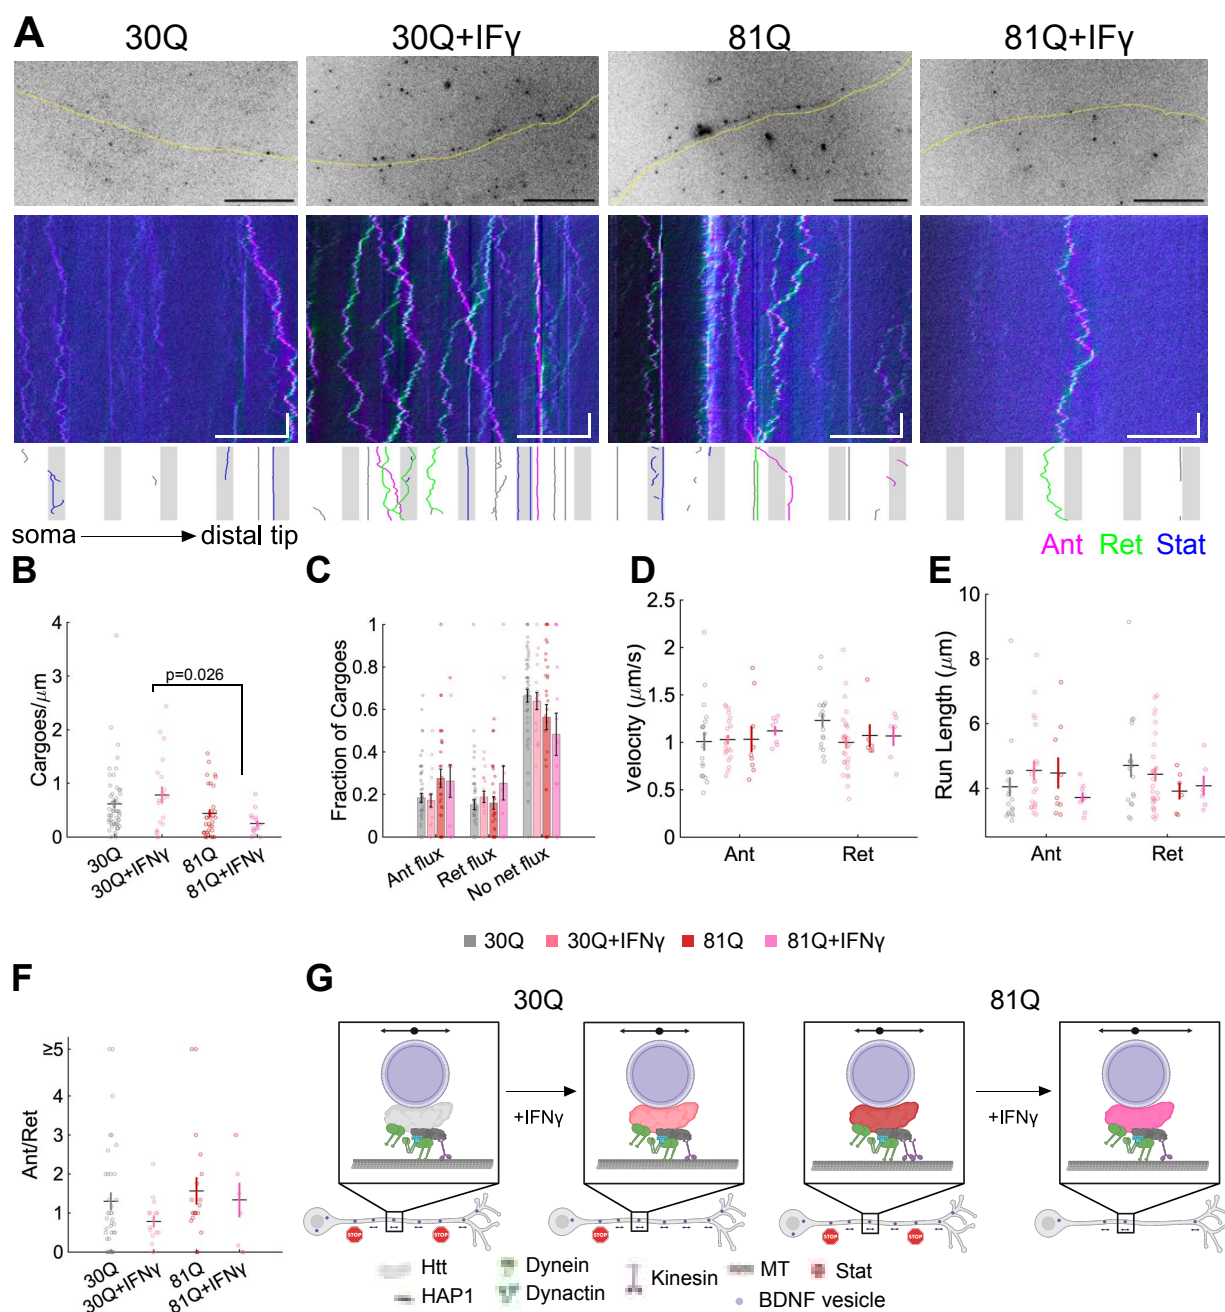 A
30Q
30Q+IFγ
81Q
81Q+IFγ
soma
distal tip
Ant Ret Stat
B
Cargoes/μm
4
3
2
1
0
p=0.026
30Q
30Q+IFNγ
81Q
81Q+IFNγ
C
Fraction of Cargoes
1
0.8
0.6
0.4
0.2
0
Ant flux
Ret flux
No net flux
D
Velocity (μm/s)
2.5
2
1.5
1
0.5
0
Ant
Ret
E
Run Length (μm)
10
8
6
4
Ant
Ret
30Q
30Q+IFNγ
81Q
81Q+IFNγ
F
Ant/Ret
≥5
4
3
2
1
0
30Q
30Q+IFNγ
81Q
81Q+IFNγ
G
30Q
81Q
+IFNγ
+IFNγ
STOP
STOP
STOP
STOP
STOP
Htt
HAP1
Dynein
Dynactin
Kinesin
MT
Stat
BDNF vesicle